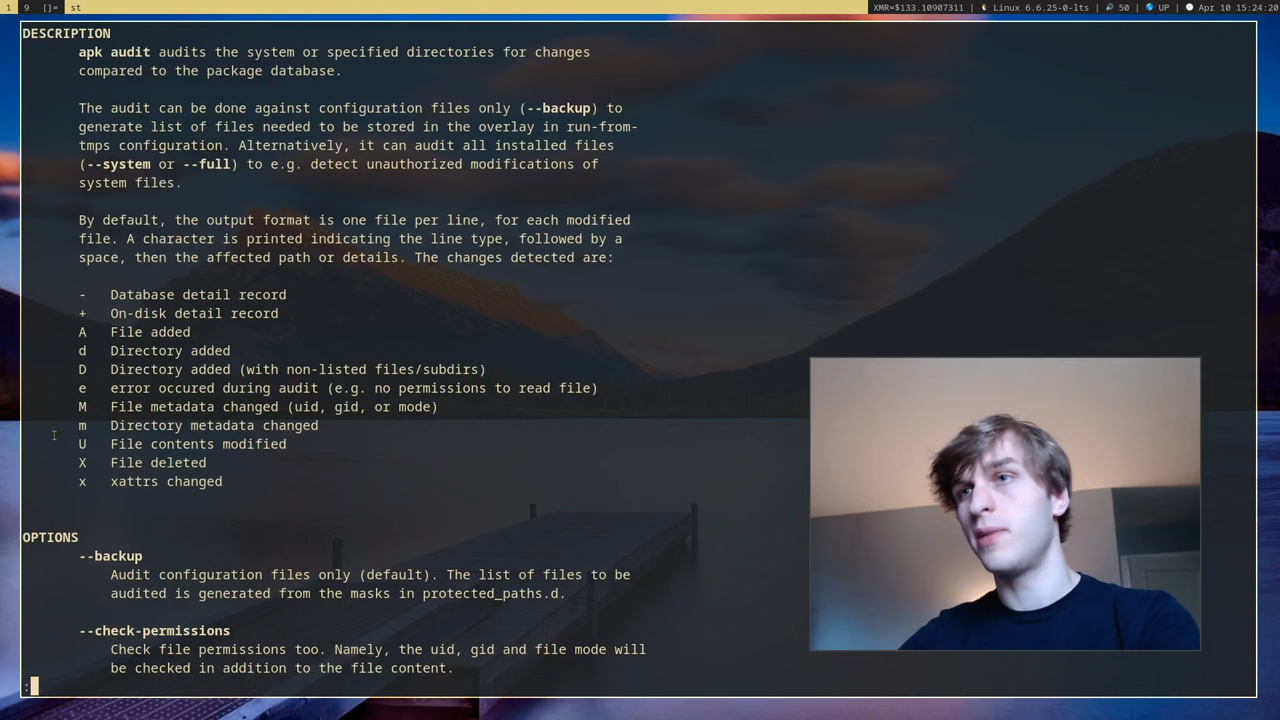 1 9 []= st XMR=$133.10907311 | Linux 6.6.25-0-lts | 50 | UP | Apr 10 15:24:20
DESCRIPTION
apk audit audits the system or specified directories for changes
compared to the package database.
The audit can be done against configuration files only (--backup) to
generate list of files needed to be stored in the overlay in run-from-
tmps configuration. Alternatively, it can audit all installed files
(--system or --full) to e.g. detect unauthorized modifications of
system files.
By default, the output format is one file per line, for each modified
file. A character is printed indicating the line type, followed by a
space, then the affected path or details. The changes detected are:
- Database detail record
+ On-disk detail record
A File added
d Directory added
D Directory added (with non-listed files/subdirs)
e error occured during audit (e.g. no permissions to read file)
M File metadata changed (uid, gid, or mode)
m Directory metadata changed
U File contents modified
X File deleted
x xattrs changed
OPTIONS
--backup
Audit configuration files only (default). The list of files to be
audited is generated from the masks in protected_paths.d.
--check-permissions
Check file permissions too. Namely, the uid, gid and file mode will
be checked in addition to the file content.
: